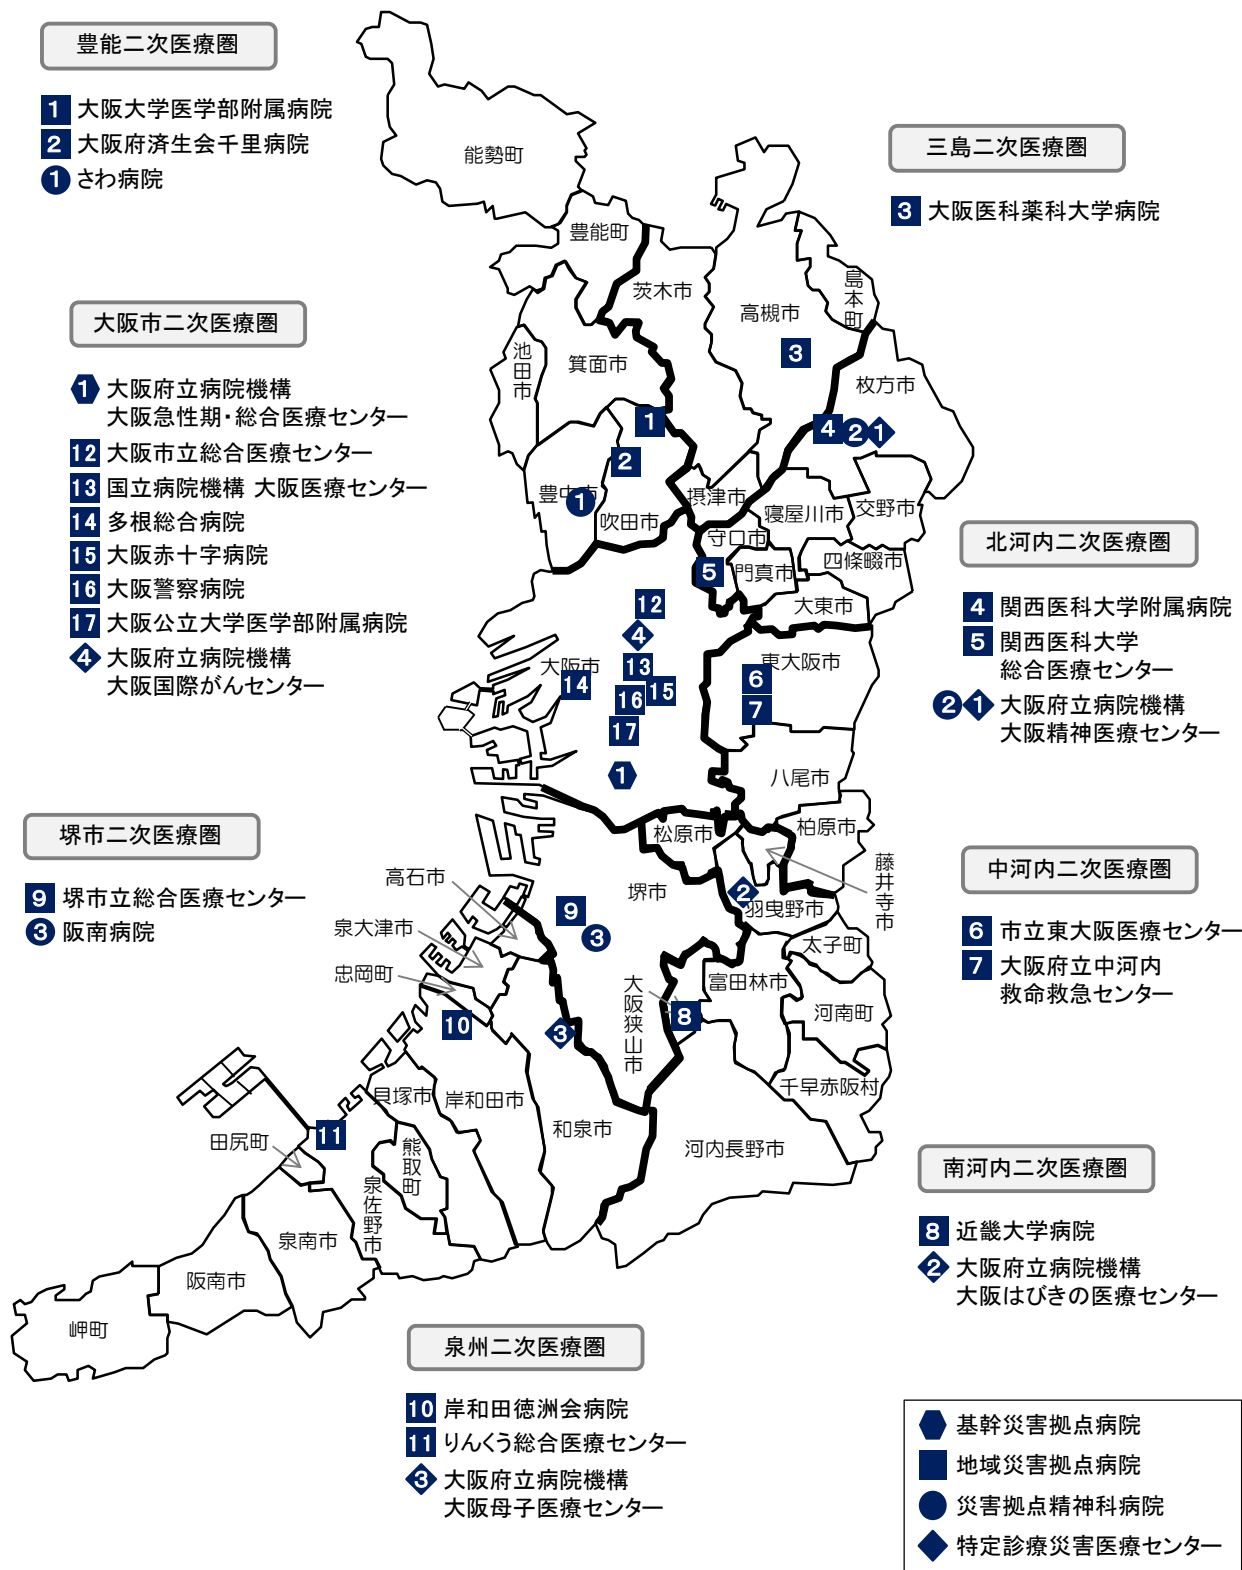 豊能二次医療圏
1 大阪大学医学部附属病院
2 大阪府済生会千里病院
1 さわ病院
三島二次医療圏
3 大阪医科薬科大学病院
大阪市二次医療圏
1 大阪府立病院機構
大阪急性期・総合医療センター
12 大阪市立総合医療センター
13 国立病院機構 大阪医療センター
14 多根総合病院
15 大阪赤十字病院
16 大阪警察病院
17 大阪公立大学医学部附属病院
4 大阪府立病院機構
大阪国際がんセンター
北河内二次医療圏
4 関西医科大学附属病院
5 関西医科大学
総合医療センター
2 1 大阪府立病院機構
大阪精神医療センター
堺市二次医療圏
9 堺市立総合医療センター
3 阪南病院
中河内二次医療圏
6 市立東大阪医療センター
7 大阪府立中河内
救命救急センター
南河内二次医療圏
8 近畿大学病院
2 大阪府立病院機構
大阪はびきの医療センター
泉州二次医療圏
10 岸和田徳洲会病院
11 りんくう総合医療センター
3 大阪府立病院機構
大阪母子医療センター
基幹災害拠点病院
地域災害拠点病院
災害拠点精神科病院
特定診療災害医療センター
能勢町
豊能町
茨木市
高槻市
島本町
3
池田市
箕面市
枚方市
1
4 2 1
2
豊中市
1
吹田市
摂津市
寝屋川市
交野市
守口市
5
門真市
四條畷市
12
大東市
4
大阪市
13
14
15
16
17
1
東大阪市
6
7
八尾市
松原市
柏原市
藤井寺市
高石市
堺市
2
羽曳野市
9
3
泉大津市
太子町
忠岡町
大阪狭山市
富田林市
河南町
10
3
8
千早赤阪村
貝塚市
岸和田市
和泉市
河内長野市
11
田尻町
熊取町
泉佐野市
泉南市
阪南市
岬町